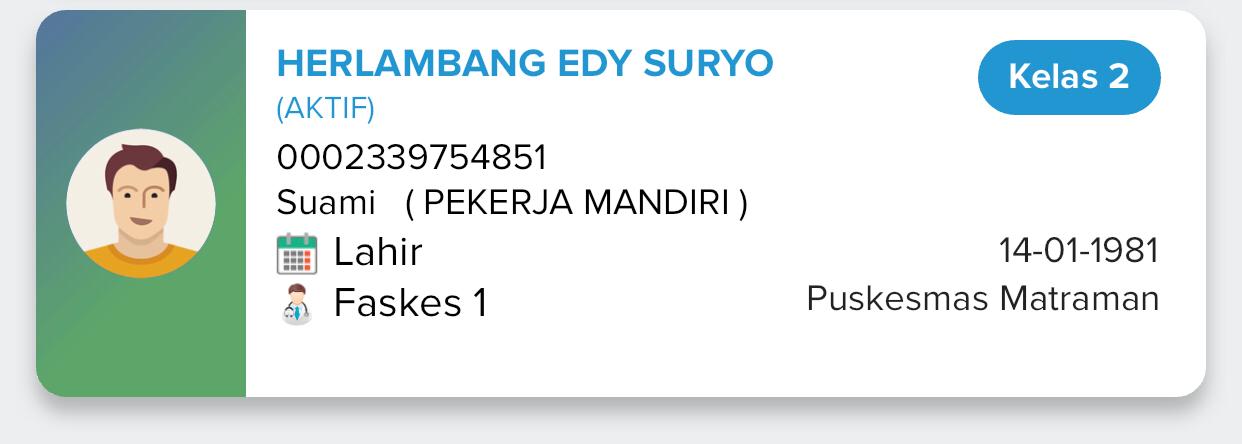 HERLAMBANG EDY SURYO
Kelas 2
(AKTIF)
0002339754851
Suami ( PEKERJA MANDIRI )
Lahir 14-01-1981
Faskes 1 Puskesmas Matraman